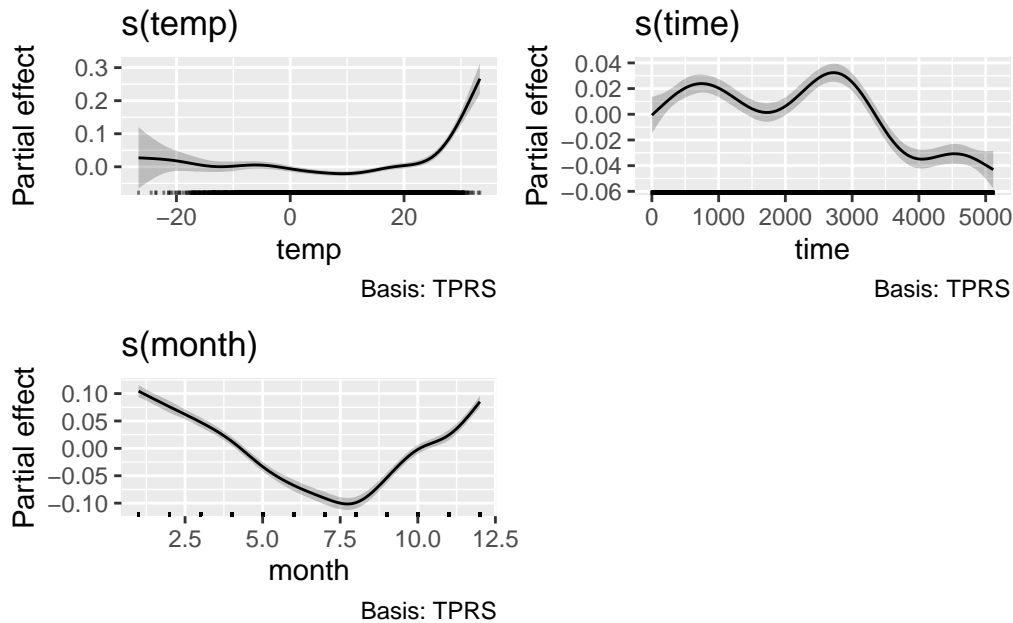 s(temp)
Partial effect
0.3
0.2
0.1
0.0
−20 0 20
temp
Basis: TPRS
s(time)
Partial effect
0.04
0.02
0.00
−0.02
−0.04
−0.06
0 1000 2000 3000 4000 5000
time
Basis: TPRS
s(month)
Partial effect
0.10
0.05
0.00
−0.05
−0.10
2.5 5.0 7.5 10.0 12.5
month
Basis: TPRS